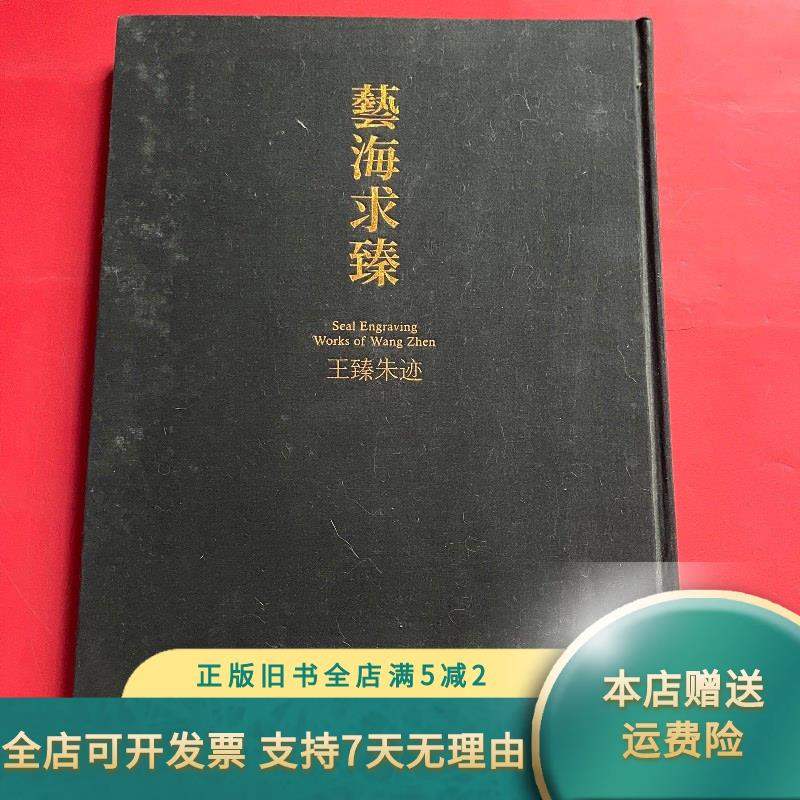 藝海求臻
Seal Engraving
Works of Wang Zhen
王臻朱迹
正版旧书全店满5减2
全店可开发票 支持7天无理由
本店赠送
运费险